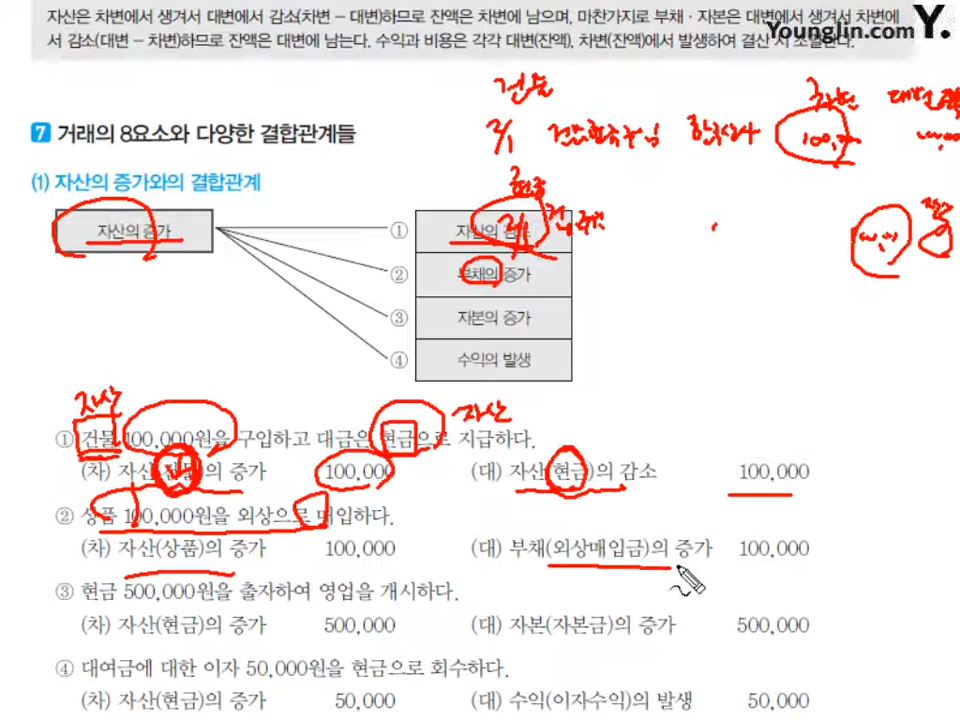 자산은 차변에서 생겨서 대변에서 감소(차변 - 대변)하므로 잔액은 차변에 남으며, 마찬가지로 부채 · 자본은 대변에서 생겨서 차변에
서 감소(대변 - 차변)하므로 잔액은 대변에 남는다. 수익과 비용은 각각 대변(잔액), 차변(잔액)에서 발생하여 결산 시 소멸한다.
Y.
Younglin.com
건물
차변 대변
7 거래의 8요소와 다양한 결합관계들
2/1 100,000
(1) 자산의 증가와의 결합관계
현금
자산의 증가
① 자산의 감소
2/1
② 부채의 증가
③ 자본의 증가
④ 수익의 발생
자산 자산
① 건물 100,000원을 구입하고 대금은 현금으로 지급하다.
(차) 자산(건물)의 증가 100,000 (대) 자산(현금)의 감소 100,000
② 상품 100,000원을 외상으로 매입하다.
(차) 자산(상품)의 증가 100,000 (대) 부채(외상매입금)의 증가 100,000
③ 현금 500,000원을 출자하여 영업을 개시하다.
(차) 자산(현금)의 증가 500,000 (대) 자본(자본금)의 증가 500,000
④ 대여금에 대한 이자 50,000원을 현금으로 회수하다.
(차) 자산(현금)의 증가 50,000 (대) 수익(이자수익)의 발생 50,000